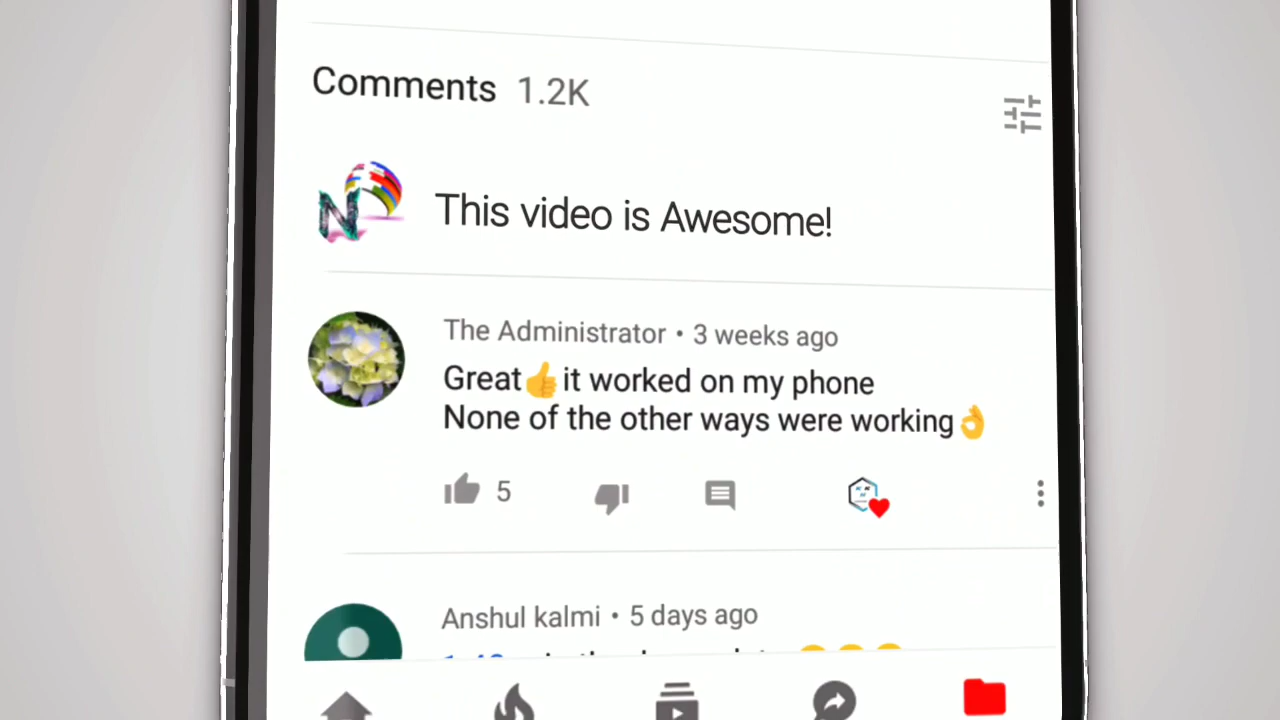 Comments 1.2K
This video is Awesome!
The Administrator • 3 weeks ago
Great👍it worked on my phone
None of the other ways were working👌
5
Anshul kalmi • 5 days ago